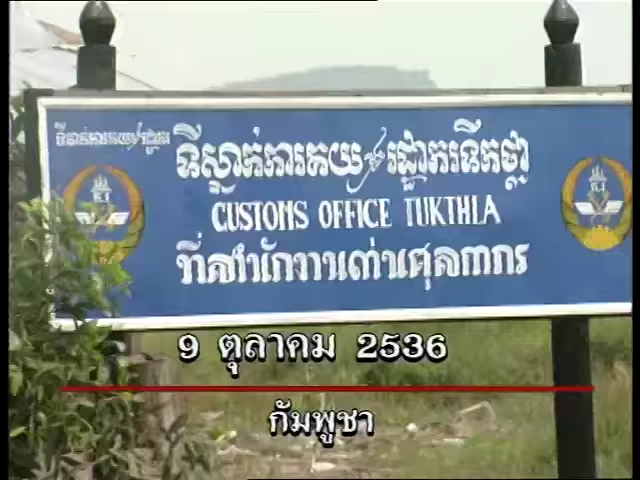 ទីស្នាក់ការគយ រដ្ឋាករទឹកថ្លា
CUSTOMS OFFICE TUKTHLA
ที่สำนักงานด่านศุลกากร
9 ตุลาคม 2536
กัมพูชา